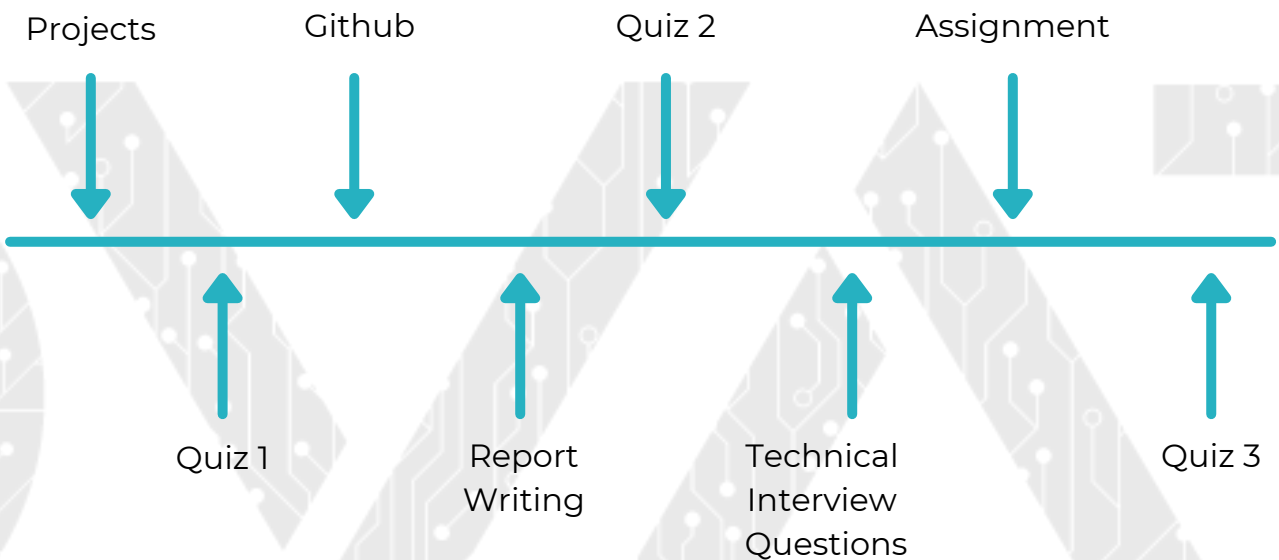 Projects
Github
Quiz 2
Assignment
Quiz 1
Report
Writing
Technical
Interview
Questions
Quiz 3